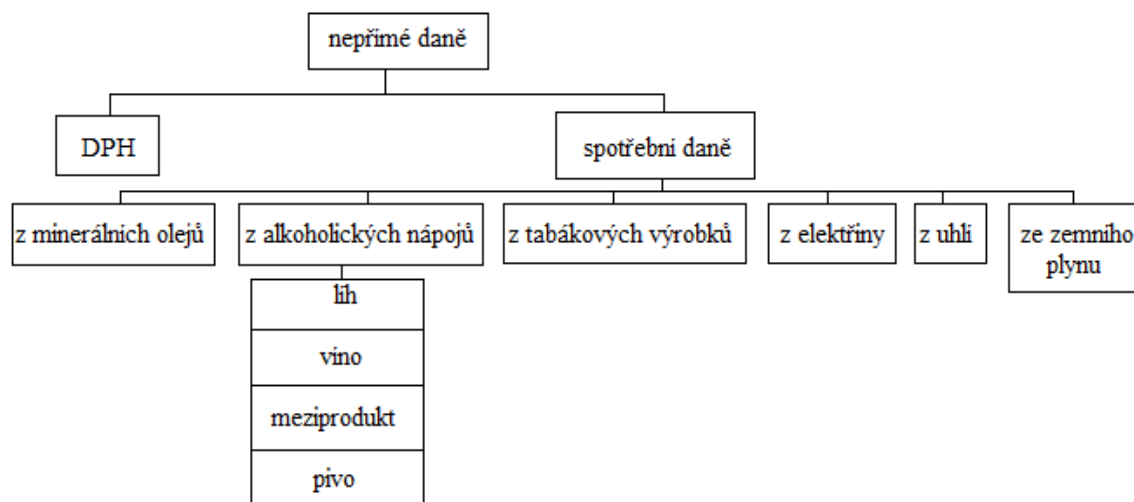 nepřímé daně
DPH
spotřební daně
z minerálních olejů
z alkoholických nápojů
z tabákových výrobků
z elektřiny
z uhlí
ze zemního
plynu
líh
víno
meziprodukt
pivo